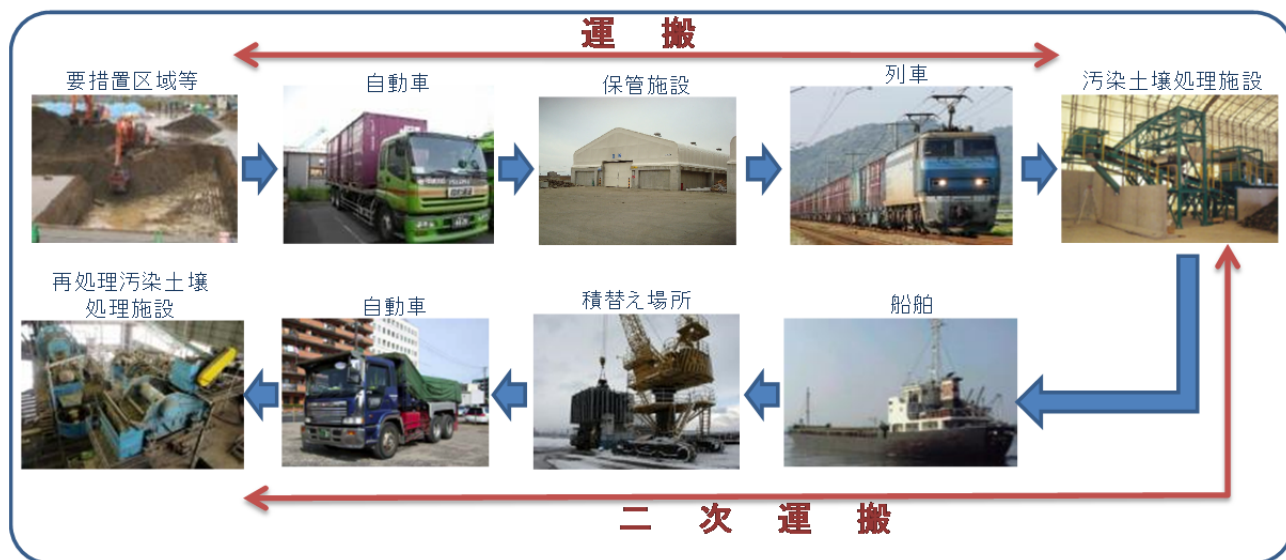 運搬
要措置区域等
自動車
保管施設
列車
汚染土壌処理施設
再処理汚染土壌
処理施設
自動車
積替え場所
船舶
二次運搬